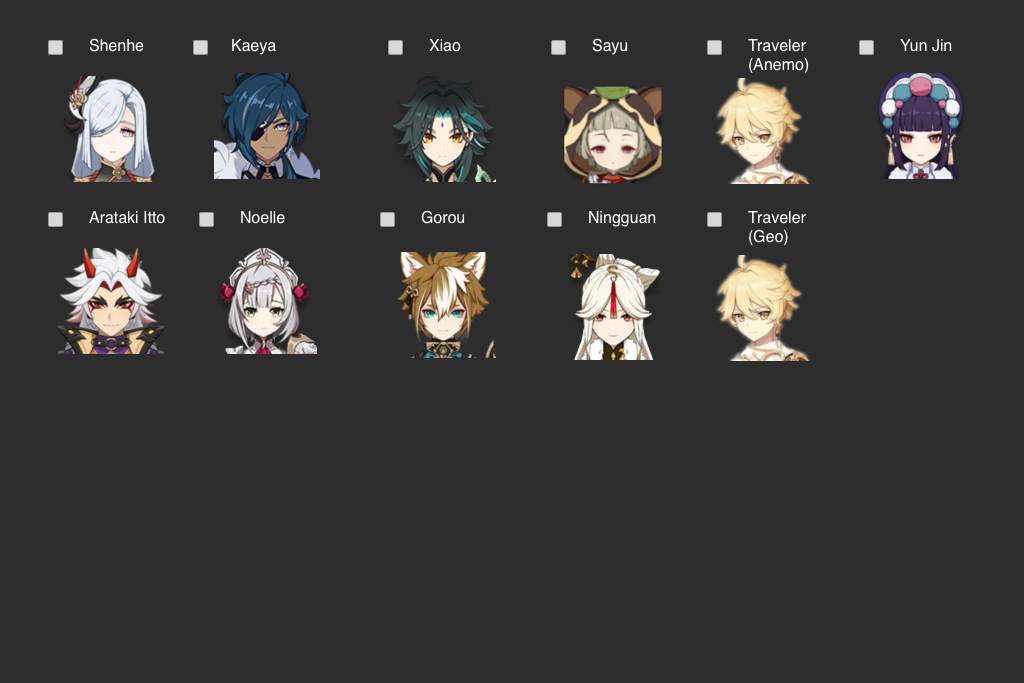 Shenhe
Kaeya
Xiao
Sayu
Traveler
(Anemo)
Yun Jin
Arataki Itto
Noelle
Gorou
Ningguan
Traveler
(Geo)